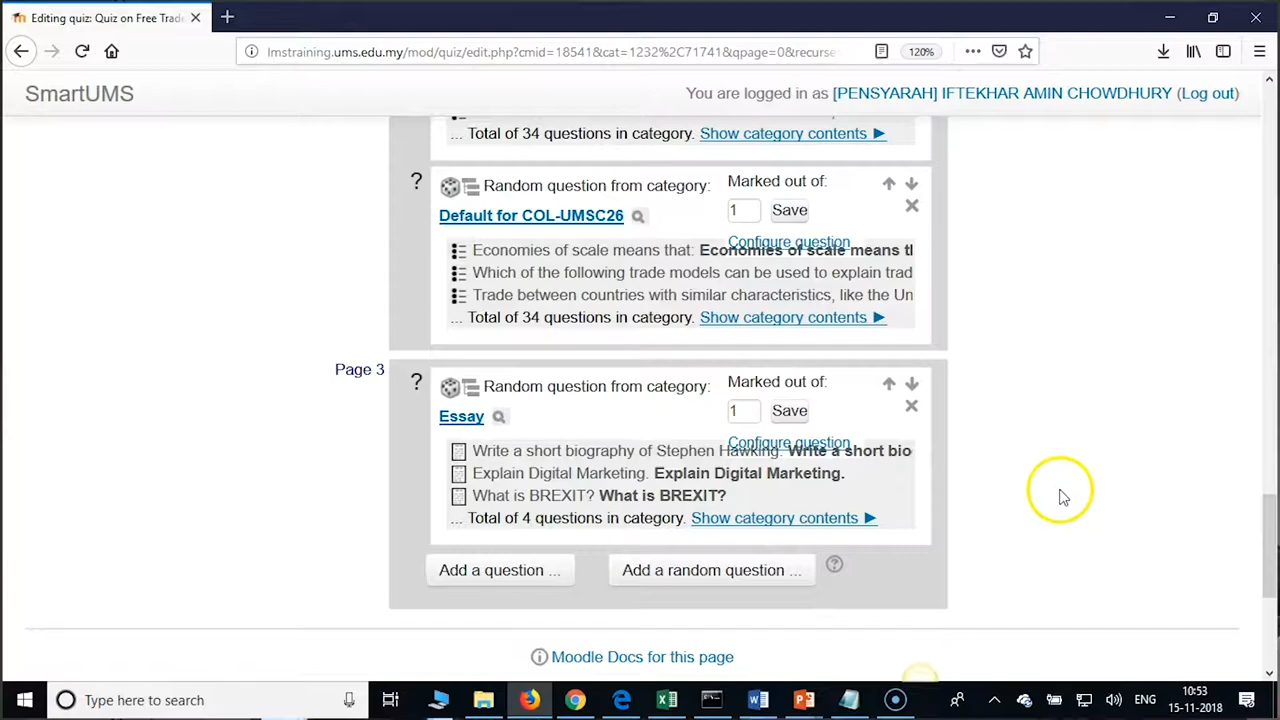 Editing quiz: Quiz on Free Trade
lmstraining.ums.edu.my/mod/quiz/edit.php?cmid=18541&cat=1232%2C71741&qpage=0&recurse
120%
SmartUMS
You are logged in as [PENSYARAH] IFTEKHAR AMIN CHOWDHURY (Log out)
... Total of 34 questions in category. Show category contents ►
? Random question from category: Marked out of:
Default for COL-UMSC26 1 Save
Configure question
Economies of scale means that: Economies of scale means tl
Which of the following trade models can be used to explain trad
Trade between countries with similar characteristics, like the Un
... Total of 34 questions in category. Show category contents ►
Page 3
? Random question from category: Marked out of:
Essay 1 Save
Configure question
Write a short biography of Stephen Hawking. Write a short bio
Explain Digital Marketing. Explain Digital Marketing.
What is BREXIT? What is BREXIT?
... Total of 4 questions in category. Show category contents ►
Add a question ... Add a random question ...
Moodle Docs for this page
Type here to search
ENG
10:53
15-11-2018